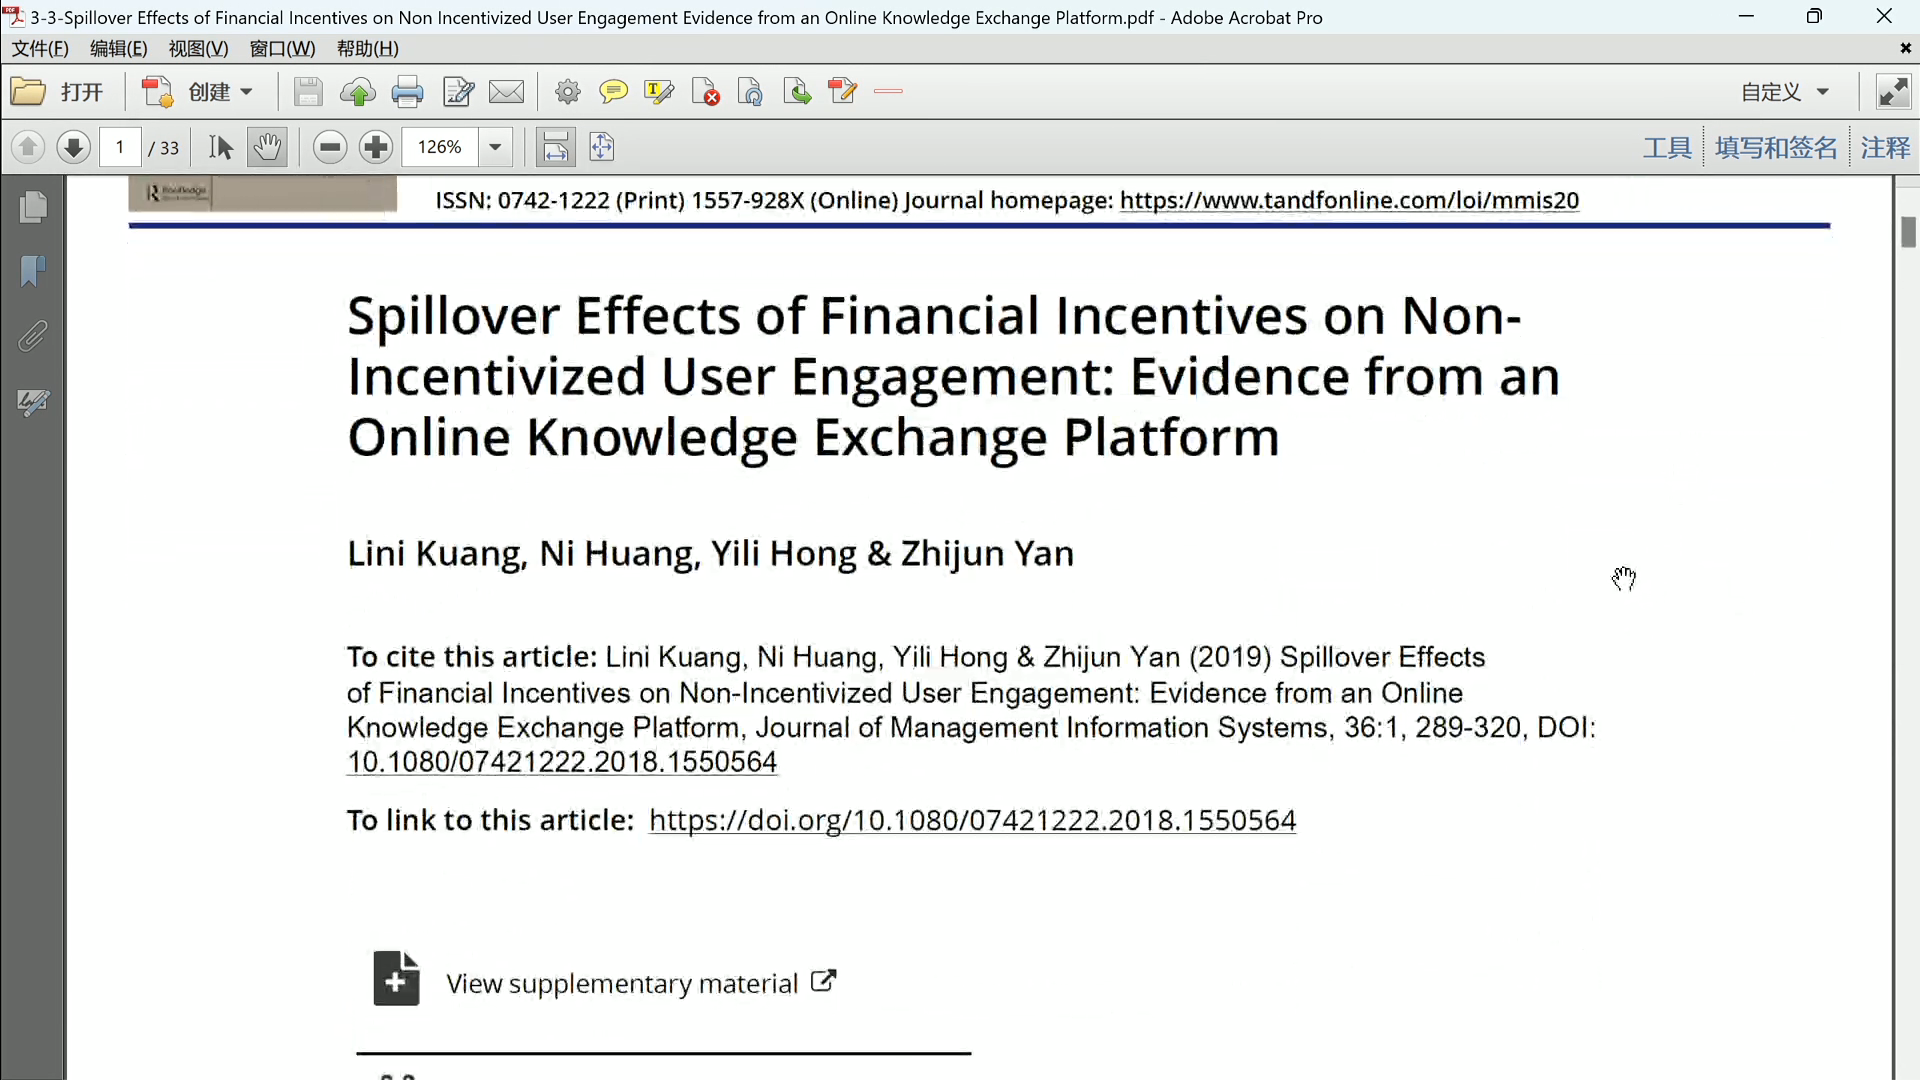 3-3-Spillover Effects of Financial Incentives on Non Incentivized User Engagement Evidence from an Online Knowledge Exchange Platform.pdf - Adobe Acrobat Pro
文件(F) 编辑(E) 视图(V) 窗口(W) 帮助(H)
打开 创建 自定义
1 / 33 126% 工具 填写和签名 注释
Routledge
ISSN: 0742-1222 (Print) 1557-928X (Online) Journal homepage: https://www.tandfonline.com/loi/mmis20
Spillover Effects of Financial Incentives on Non-
Incentivized User Engagement: Evidence from an
Online Knowledge Exchange Platform
Lini Kuang, Ni Huang, Yili Hong & Zhijun Yan
To cite this article: Lini Kuang, Ni Huang, Yili Hong & Zhijun Yan (2019) Spillover Effects
of Financial Incentives on Non-Incentivized User Engagement: Evidence from an Online
Knowledge Exchange Platform, Journal of Management Information Systems, 36:1, 289-320, DOI:
10.1080/07421222.2018.1550564
To link to this article: https://doi.org/10.1080/07421222.2018.1550564
View supplementary material